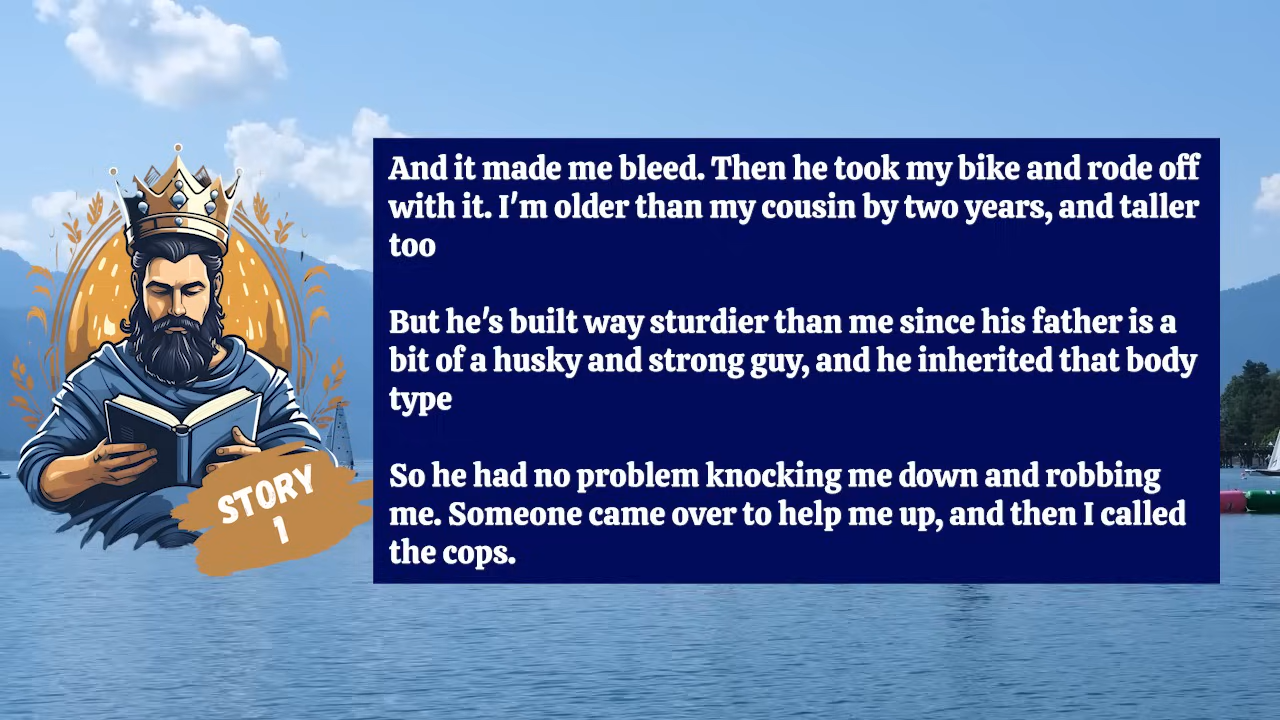 And it made me bleed. Then he took my bike and rode off
with it. I'm older than my cousin by two years, and taller
too
But he's built way sturdier than me since his father is a
bit of a husky and strong guy, and he inherited that body
type
So he had no problem knocking me down and robbing
me. Someone came over to help me up, and then I called
the cops.
STORY
1